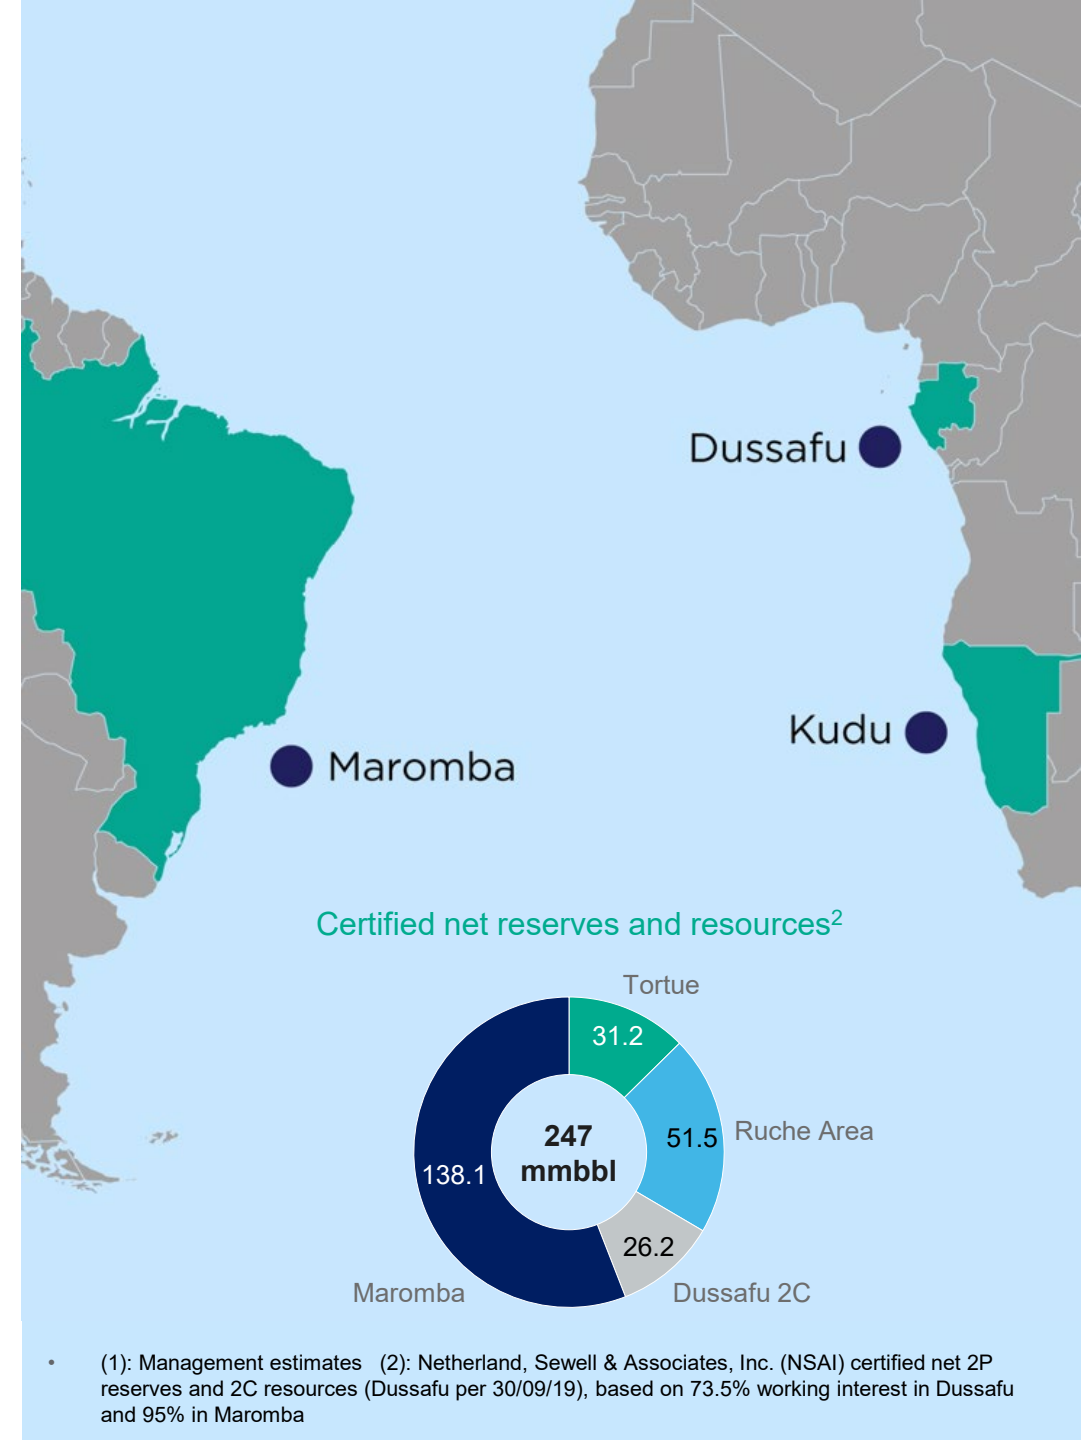 Dussafu
Kudu
Maromba
Certified net reserves and resources²
Tortue
31.2
51.5
Ruche Area
247
mmbbl
138.1
26.2
Maromba
Dussafu 2C
• (1): Management estimates (2): Netherland, Sewell & Associates, Inc. (NSAI) certified net 2P
reserves and 2C resources (Dussafu per 30/09/19), based on 73.5% working interest in Dussafu
and 95% in Maromba